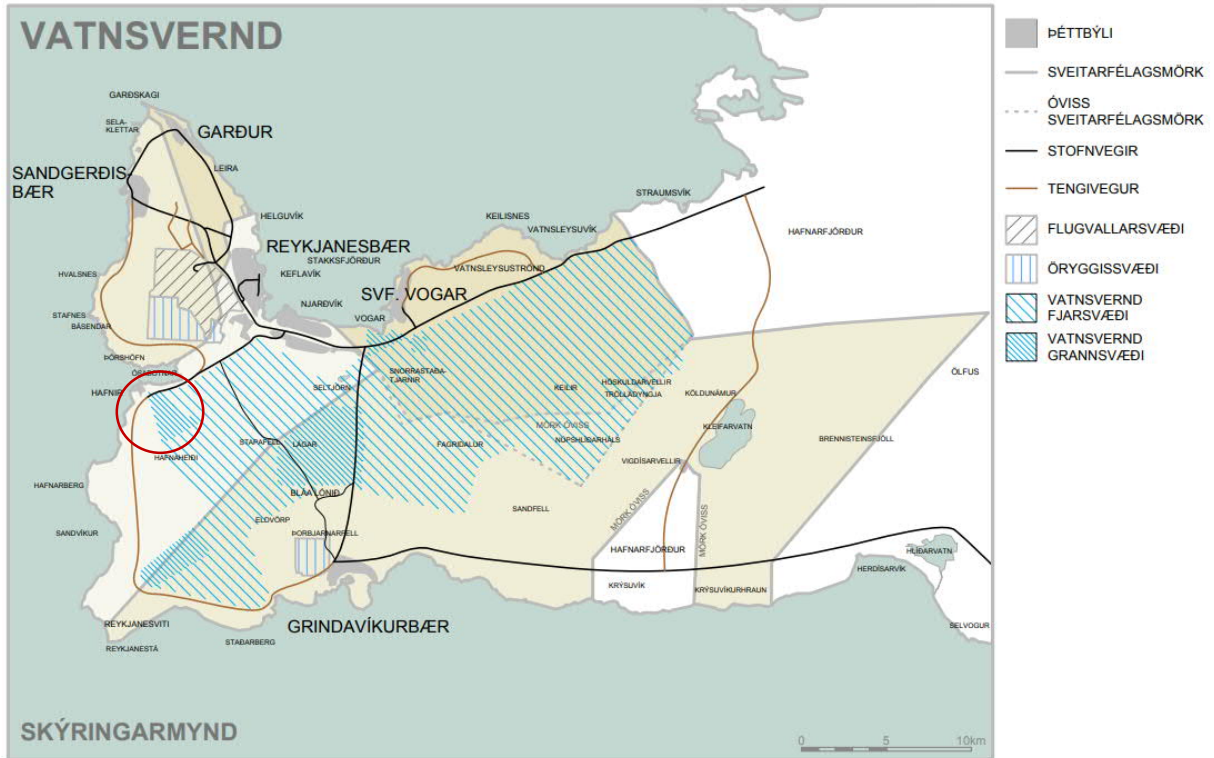 VATNSVERND
GARÐSKAGI
SELA-
KLETTAR
GARÐUR
LEIRA
SANDGERÐIS-
BÆR
HELGUVÍK
REYKJANESBÆR
STAKKSFJÖRÐUR
KEFLAVÍK
HVALSNES
NJARÐVÍK
STAFNES
BÁSENDAR
KEILISNES
VATNSLEYSUVÍK
STRAUMSVÍK
VATNSLEYSUSTRÖND
SVF. VOGAR
VOGAR
HAFNARFJÖRÐUR
ÞÓRSHÖFN
ÓSABOTNAR
HAFNIR
SELTJÖRN
SNORRASTAÐA-
TJARNIR
KEILIR
HÖSKULDARVELLIR
TRÖLLADYNGJA
KÖLDUNÁMUR
ÖLFUS
MÖRK ÓVISS
KLEIFARVATN
STAPAFELL
LÁGAR
FAGRIDALUR
NÚPSHLÍÐARHÁLS
BRENNISTEINSFJÖLL
HAFNAHEIÐI
VIGDÍSARVELLIR
HAFNARBERG
BLÁA LÓNIÐ
ELDVÖRP
SANDFELL
MÖRK ÓVISS
MÖRK ÓVISS
SANDVÍKUR
ÞORBJARNARFELL
HAFNARFJÖRÐUR
HLÍÐARVATN
HERDÍSARVÍK
KRÝSUVÍK
KRÝSUVÍKURHRAUN
REYKJANESVITI
GRINDAVÍKURBÆR
STAÐARBERG
REYKJANESTÁ
SELVOGUR
SKÝRINGARMYND
0 5 10km
ÞÉTTBÝLI
SVEITARFÉLAGSMÖRK
ÓVISS
SVEITARFÉLAGSMÖRK
STOFNVEGIR
TENGIVEGUR
FLUGVALLARSVÆÐI
ÖRYGGISSVÆÐI
VATNSVERND
FJARSVÆÐI
VATNSVERND
GRANNSVÆÐI